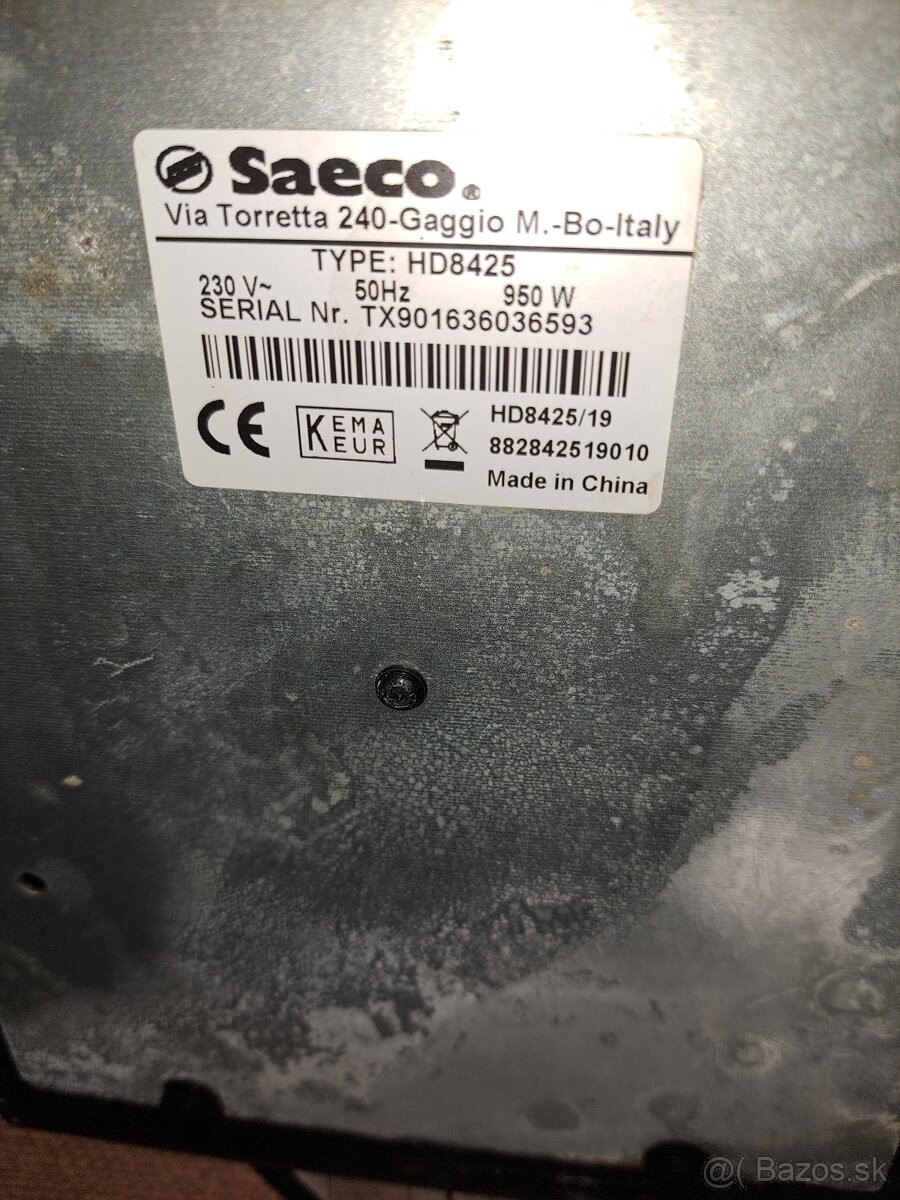 Saeco®
Via Torretta 240-Gaggio M.-Bo-Italy
TYPE: HD8425
230 V~ 50Hz 950 W
SERIAL Nr. TX901636036593
CE KEMA EUR HD8425/19
882842519010
Made in China
@( Bazos.sk